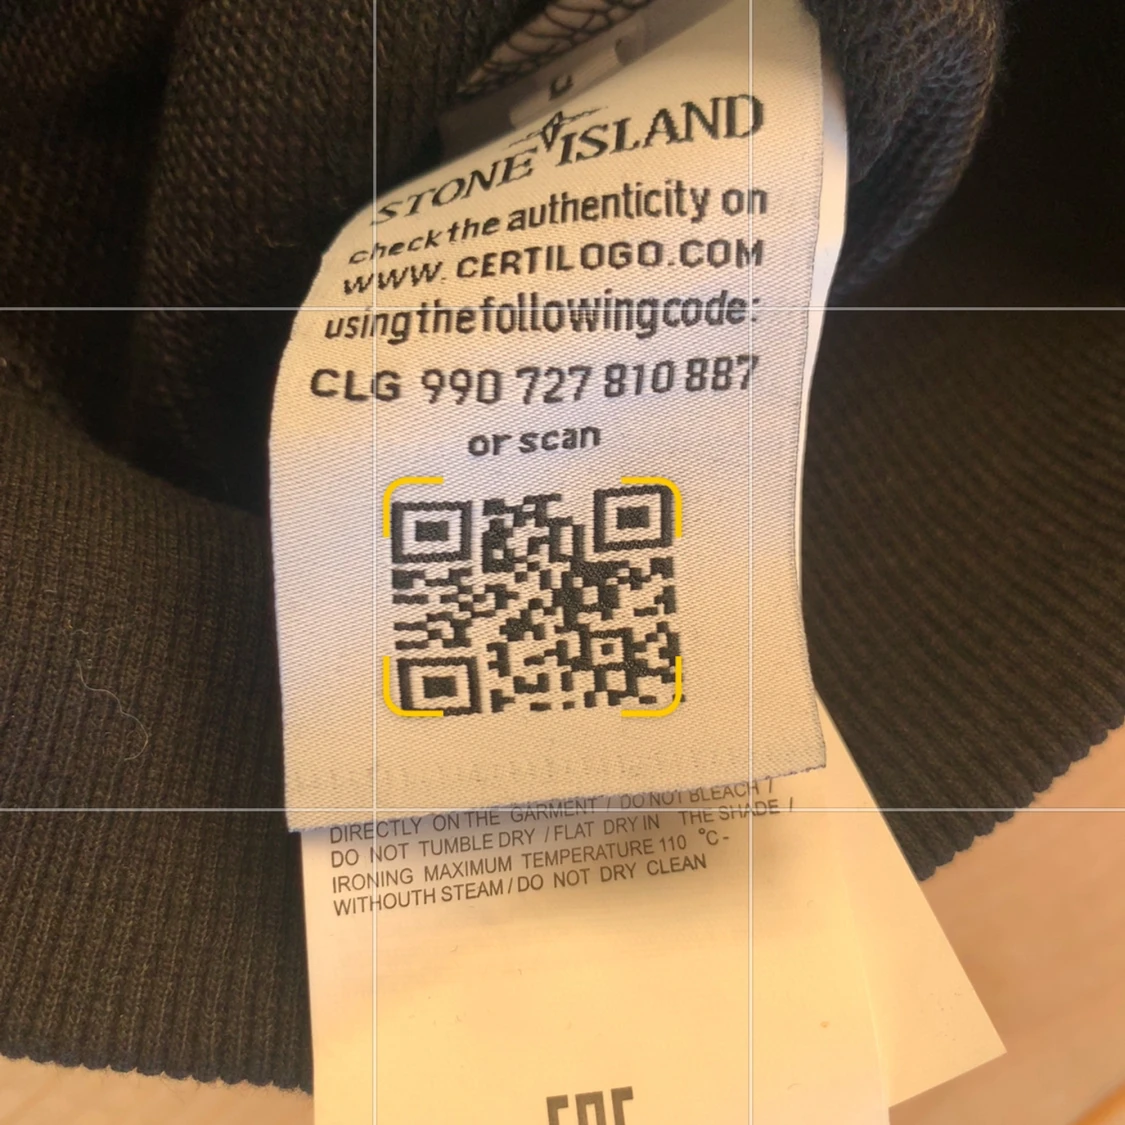 STONE ISLAND
check the authenticity on
WWW.CERTILOGO.COM
using the following code:
CLG 990 727 810 887
or scan
DIRECTLY ON THE GARMENT / DO NOT BLEACH /
DO NOT TUMBLE DRY / FLAT DRY IN THE SHADE /
IRONING MAXIMUM TEMPERATURE 110 °C -
WITHOUTH STEAM / DO NOT DRY CLEAN